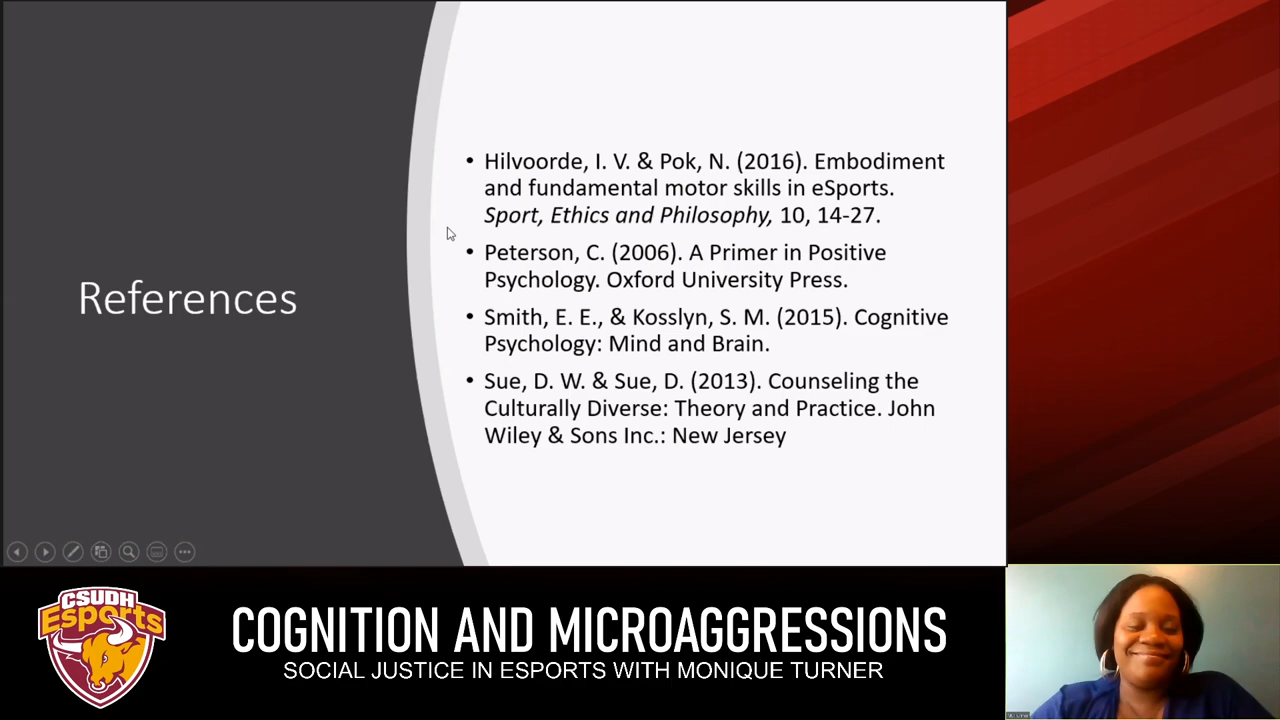 References
• Hilvoorde, I. V. & Pok, N. (2016). Embodiment
and fundamental motor skills in eSports.
Sport, Ethics and Philosophy, 10, 14-27.
• Peterson, C. (2006). A Primer in Positive
Psychology. Oxford University Press.
• Smith, E. E., & Kosslyn, S. M. (2015). Cognitive
Psychology: Mind and Brain.
• Sue, D. W. & Sue, D. (2013). Counseling the
Culturally Diverse: Theory and Practice. John
Wiley & Sons Inc.: New Jersey
CSUDH
Esports
COGNITION AND MICROAGGRESSIONS
SOCIAL JUSTICE IN ESPORTS WITH MONIQUE TURNER